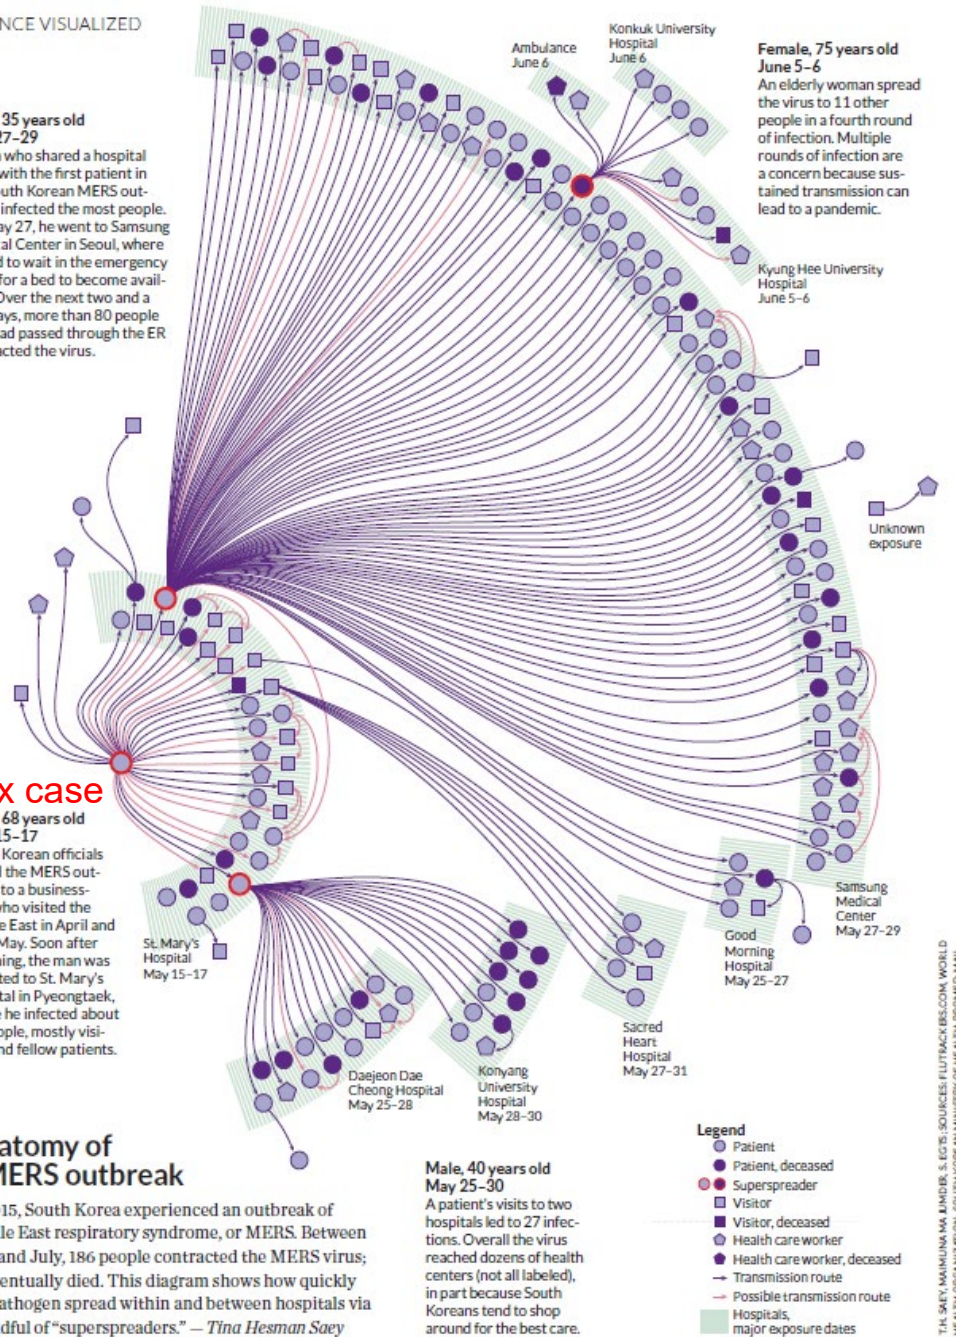 NCE VISUALIZED
35 years old
27–29
who shared a hospital
with the first patient in
uth Korean MERS out-
infected the most people.
ay 27, he went to Samsung
al Center in Seoul, where
d to wait in the emergency
for a bed to become avail-
Over the next two and a
ays, more than 80 people
ad passed through the ER
acted the virus.
Ambulance
June 6
Konkuk University
Hospital
June 6
Female, 75 years old
June 5–6
An elderly woman spread
the virus to 11 other
people in a fourth round
of infection. Multiple
rounds of infection are
a concern because sus-
tained transmission can
lead to a pandemic.
Kyung Hee University
Hospital
June 5–6
Unknown
exposure
x case
68 years old
15–17
Korean officials
d the MERS out-
to a business-
who visited the
e East in April and
May. Soon after
ning, the man was
ted to St. Mary's
tal in Pyeongtaek,
e he infected about
ople, mostly visi-
nd fellow patients.
St. Mary's
Hospital
May 15–17
Daejeon Dae
Cheong Hospital
May 25–28
Konyang
University
Hospital
May 28–30
Sacred
Heart
Hospital
May 27–31
Good
Morning
Hospital
May 25–27
Samsung
Medical
Center
May 27–29
atomy of
MERS outbreak
15, South Korea experienced an outbreak of
le East respiratory syndrome, or MERS. Between
and July, 186 people contracted the MERS virus;
entually died. This diagram shows how quickly
athogen spread within and between hospitals via
dful of “superspreaders.” — Tina Hesman Saey
Male, 40 years old
May 25–30
A patient's visits to two
hospitals led to 27 infec-
tions. Overall the virus
reached dozens of health
centers (not all labeled),
in part because South
Koreans tend to shop
around for the best care.
Legend
Patient
Patient, deceased
Superspreader
Visitor
Visitor, deceased
Health care worker
Health care worker, deceased
Transmission route
Possible transmission route
Hospitals,
major exposure dates
T.H. SAEY, MAIMUNA MAJUMDER, S. EGTS; SOURCES: FLUTRACKERS.COM, WORLD